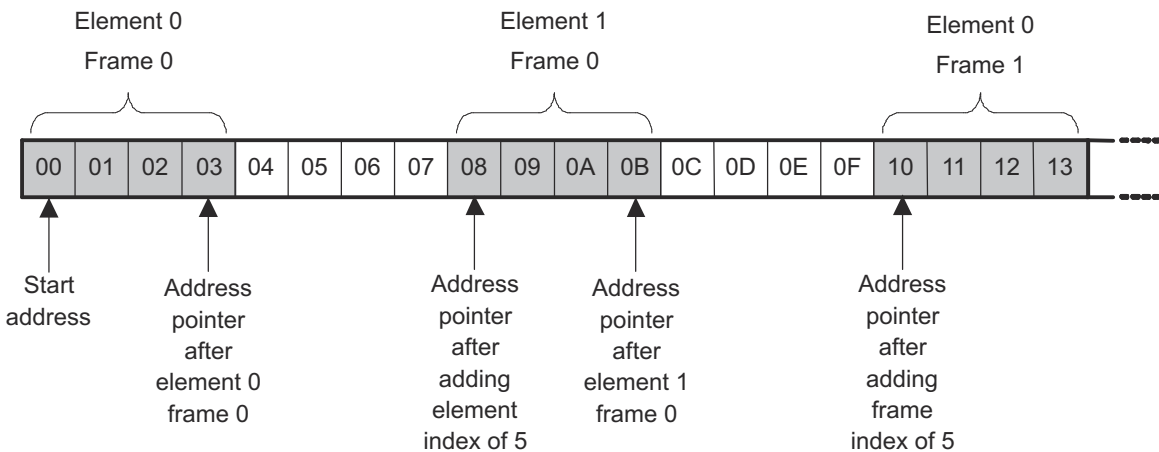 Element 0
Frame 0
Element 1
Frame 0
Element 0
Frame 1
00 01 02 03 04 05 06 07 08 09 0A 0B 0C 0D 0E 0F 10 11 12 13
Start
address
Address
pointer
after
element 0
frame 0
Address
pointer
after
adding
element
index of 5
Address
pointer
after
element 1
frame 0
Address
pointer
after
adding
frame
index of 5